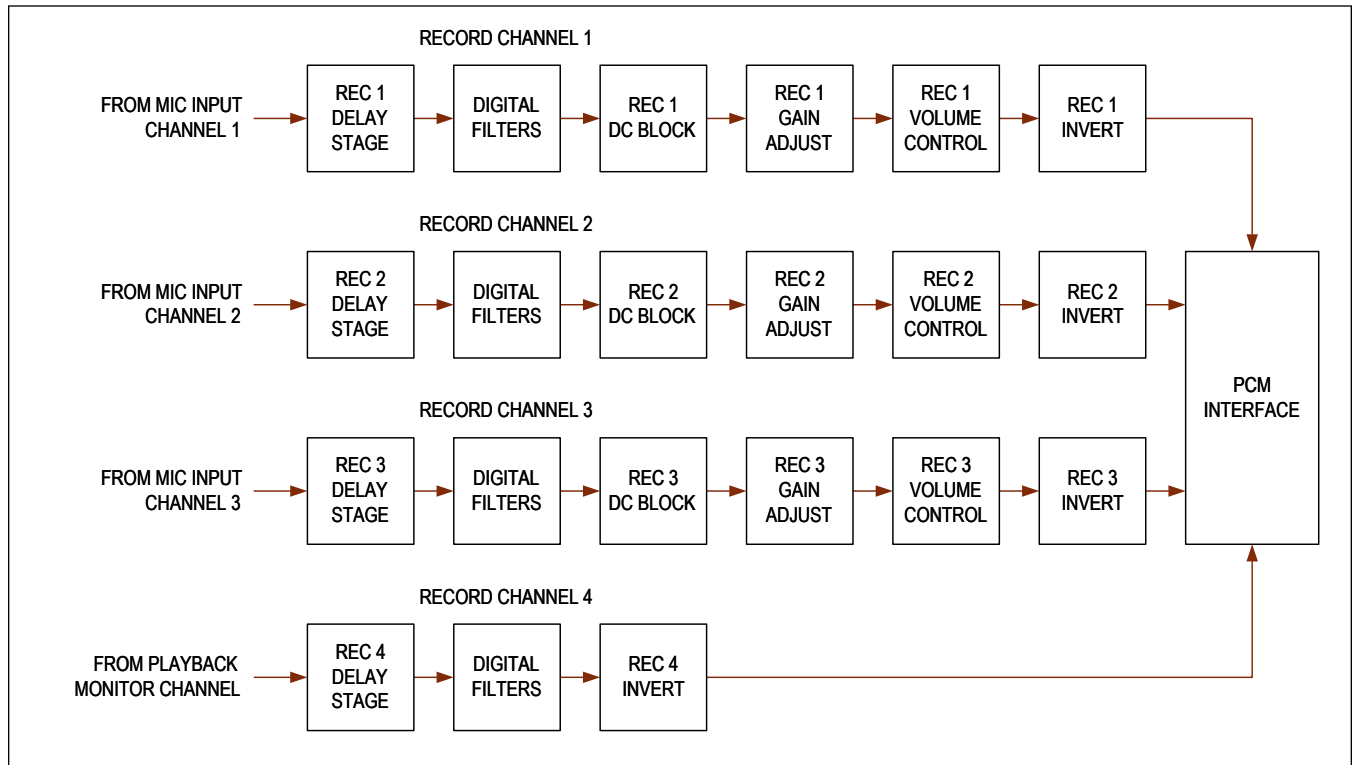 RECORD CHANNEL 1
FROM MIC INPUT
CHANNEL 1
REC 1
DELAY
STAGE
DIGITAL
FILTERS
REC 1
DC BLOCK
REC 1
GAIN
ADJUST
REC 1
VOLUME
CONTROL
REC 1
INVERT
RECORD CHANNEL 2
FROM MIC INPUT
CHANNEL 2
REC 2
DELAY
STAGE
DIGITAL
FILTERS
REC 2
DC BLOCK
REC 2
GAIN
ADJUST
REC 2
VOLUME
CONTROL
REC 2
INVERT
PCM
INTERFACE
RECORD CHANNEL 3
FROM MIC INPUT
CHANNEL 3
REC 3
DELAY
STAGE
DIGITAL
FILTERS
REC 3
DC BLOCK
REC 3
GAIN
ADJUST
REC 3
VOLUME
CONTROL
REC 3
INVERT
RECORD CHANNEL 4
FROM PLAYBACK
MONITOR CHANNEL
REC 4
DELAY
STAGE
DIGITAL
FILTERS
REC 4
INVERT